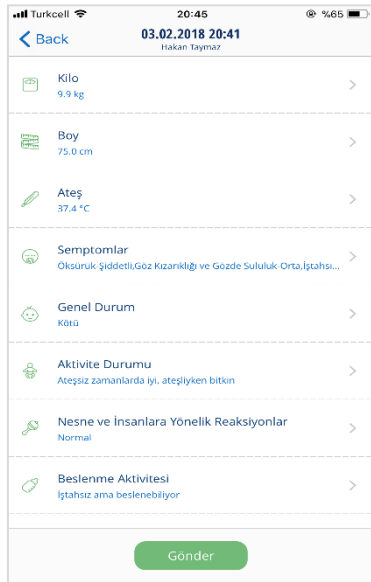 Turkcell 20:45 %65
Back 03.02.2018 20:41
Hakan Taymaz
Kilo
9.9 kg
Boy
75.0 cm
Ateş
37.4 °C
Semptomlar
Öksürük-Şiddetli,Göz Kızarıklığı ve Gözde Sululuk-Orta,İştahsı...
Genel Durum
Kötü
Aktivite Durumu
Ateşsiz zamanlarda iyi, ateşliyken bitkin
Nesne ve İnsanlara Yönelik Reaksiyonlar
Normal
Beslenme Aktivitesi
İştahsız ama beslenebiliyor
Gönder